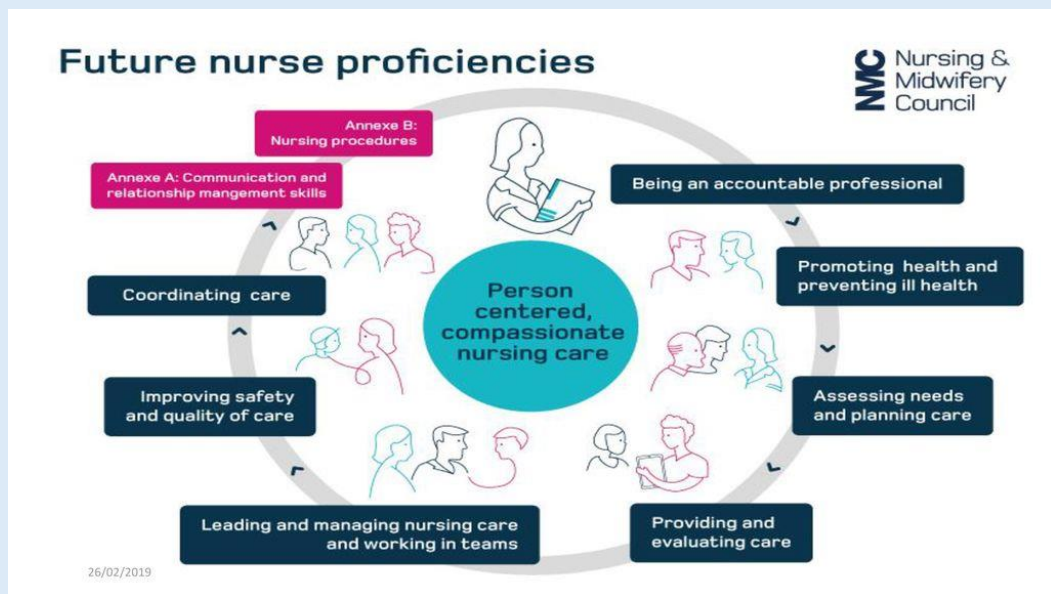 Future nurse proficiencies
NMC
Nursing &
Midwifery
Council
Annexe B:
Nursing procedures
Annexe A: Communication and
relationship mangement skills
Being an accountable professional
Promoting health and
preventing ill health
Coordinating care
Person
centered,
compassionate
nursing care
Improving safety
and quality of care
Assessing needs
and planning care
Leading and managing nursing care
and working in teams
Providing and
evaluating care
26/02/2019